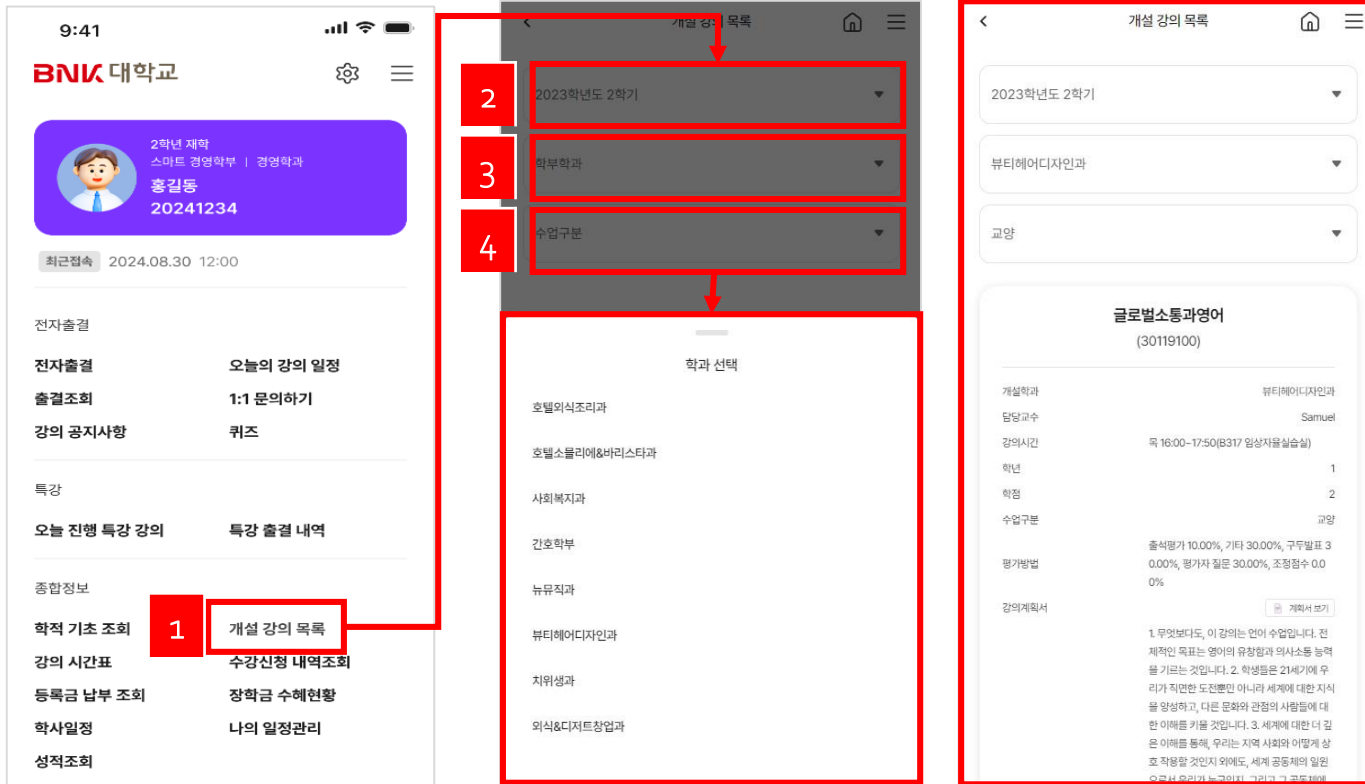 9:41
BNK 대학교
2학년 재학
스마트 경영학부 | 경영학과
홍길동
20241234
최근접속 2024.08.30 12:00
전자출결
전자출결 오늘의 강의 일정
출결조회 1:1 문의하기
강의 공지사항 퀴즈
특강
오늘 진행 특강 강의 특강 출결 내역
종합정보
학적 기초 조회 1 개설 강의 목록
강의 시간표 수강신청 내역조회
등록금 납부 조회 장학금 수혜현황
학사일정 나의 일정관리
성적조회
개설 강의 목록
2 2023학년도 2학기
3 학부학과
4 수업구분
학과 선택
호텔외식조리과
호텔소믈리에&바리스타과
사회복지과
간호학부
뉴뮤직과
뷰티헤어디자인과
치위생과
외식&디저트창업과
개설 강의 목록
2023학년도 2학기
뷰티헤어디자인과
교양
글로벌소통과영어
(30119100)
개설학과 뷰티헤어디자인과
담당교수 Samuel
강의시간 목 16:00~17:50(B317 임상자율실습실)
학년 1
학점 2
수업구분 교양
출석평가 10.00%, 기타 30.00%, 구두발표 3
평가방법 0.00%, 평가자 질문 30.00%, 조정점수 0.0
0%
강의계획서 계획서 보기
1. 무엇보다도, 이 강의는 언어 수업입니다. 전
체적인 목표는 영어의 유창함과 의사소통 능력
을 기르는 것입니다. 2. 학생들은 21세기에 우
리가 직면한 도전뿐만 아니라 세계에 대한 지식
을 양성하고, 다른 문화와 관점의 사람들에 대
한 이해를 키울 것입니다. 3. 세계에 대한 더 깊
은 이해를 통해, 우리는 지역 사회와 어떻게 상
호 작용할 것인지 외에도, 세계 공동체의 일원
으로서 우리가 누구인지, 그리고 그 공동체에